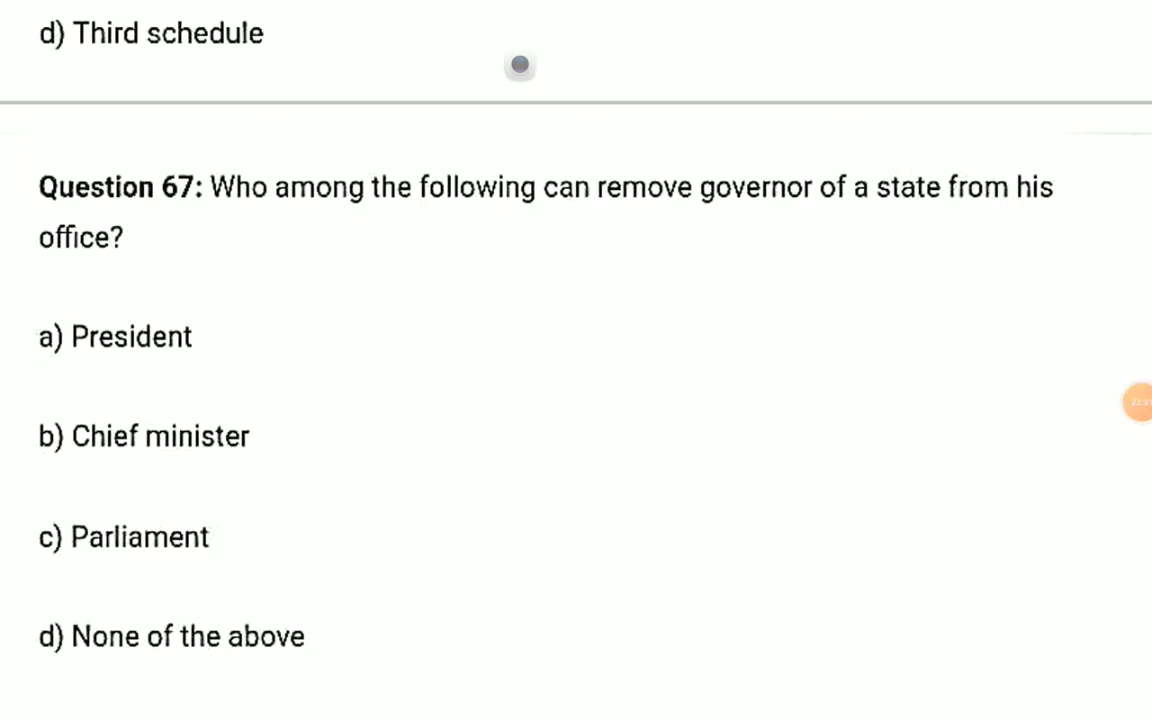 d) Third schedule
Question 67: Who among the following can remove governor of a state from his
office?
a) President
b) Chief minister
c) Parliament
d) None of the above